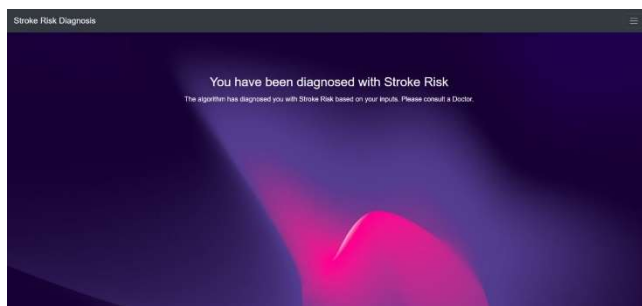 Stroke Risk Diagnosis
You have been diagnosed with Stroke Risk
The algorithm has diagnosed you with Stroke Risk based on your inputs. Please consult a Doctor.